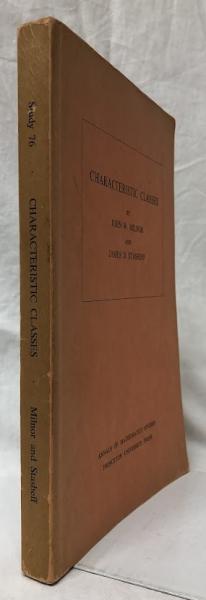 Study 76 · CHARACTERISTIC CLASSES · Milnor and Stasheff
CHARACTERISTIC CLASSES
BY
JOHN W. MILNOR
AND
JAMES D. STASHEFF
ANNALS OF MATHEMATICS STUDIES
PRINCETON UNIVERSITY PRESS